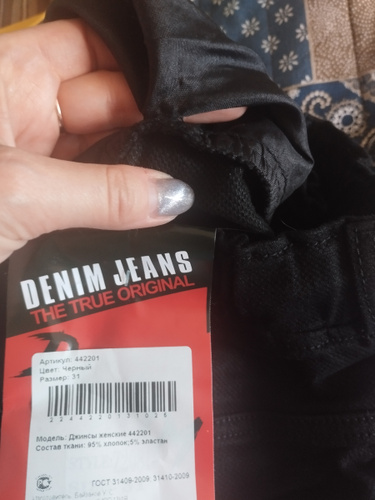 DENIM JEANS
THE TRUE ORIGINAL
Артикул: 442201
Цвет: Черный
Размер: 31
2244220131026
Модель: Джинсы женские 442201
Состав ткани: 95% хлопок;5% эластан
ГОСТ 31409-2009, 31410-2009